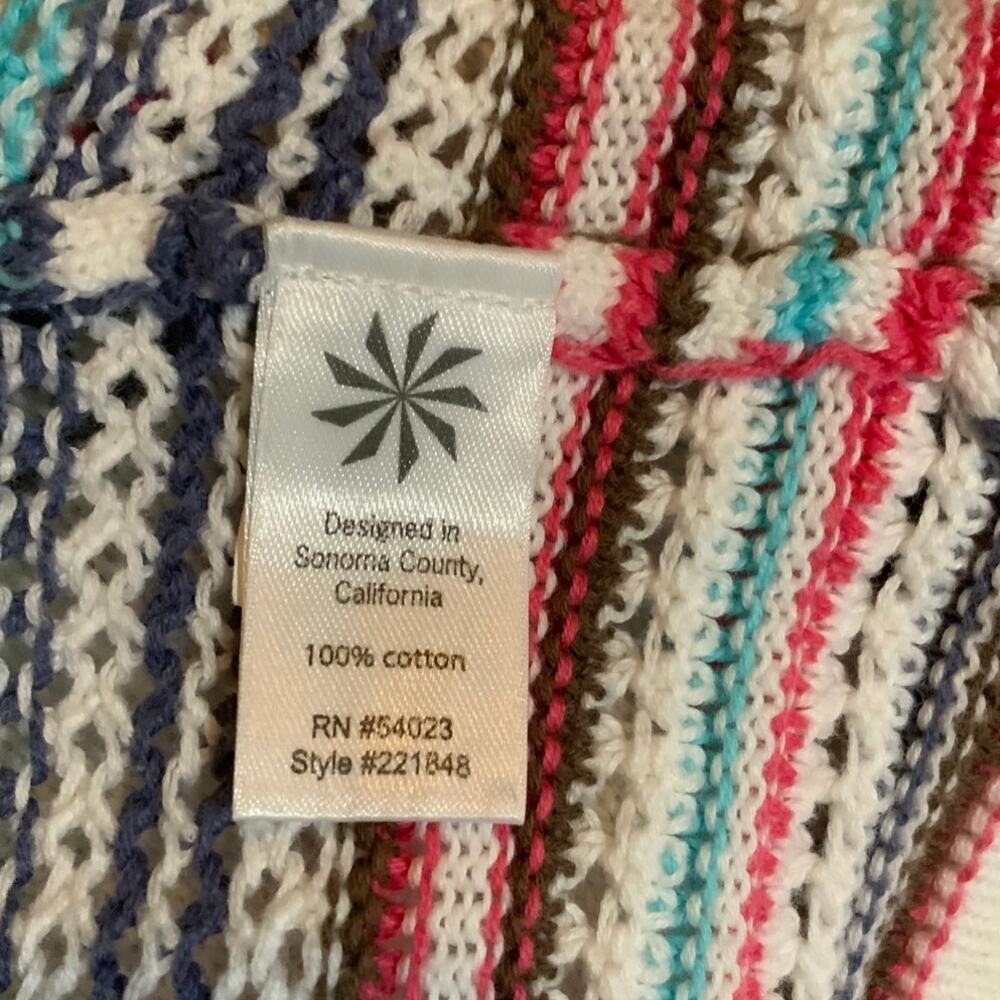 Designed in
Sonoma County,
California
100% cotton
RN #54023
Style #221848